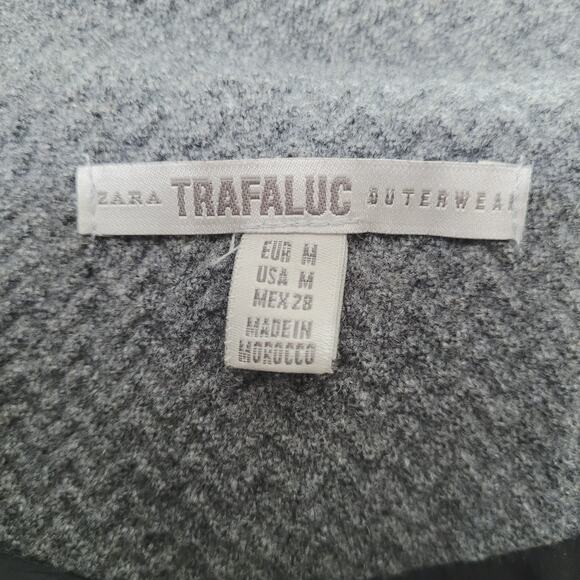 ZARA TRAFALUC OUTERWEAR
EUR M
USA M
MEX 28
MADE IN
MOROCCO